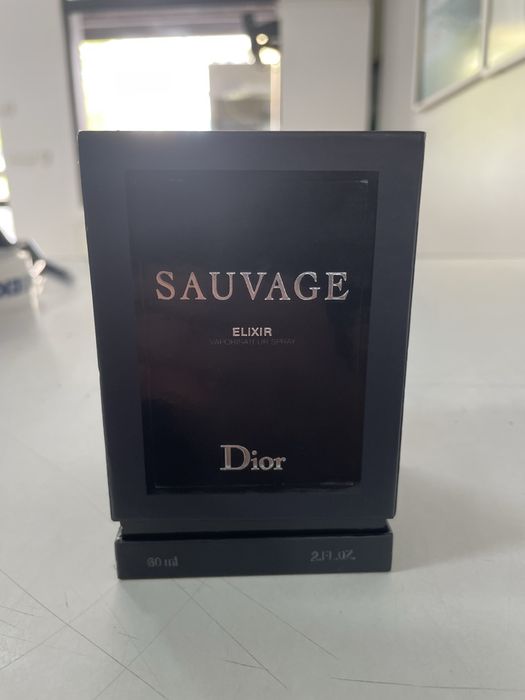 SAUVAGE
ELIXIR
VAPORISATEUR SPRAY
Dior
60 ml 2.FL.OZ.